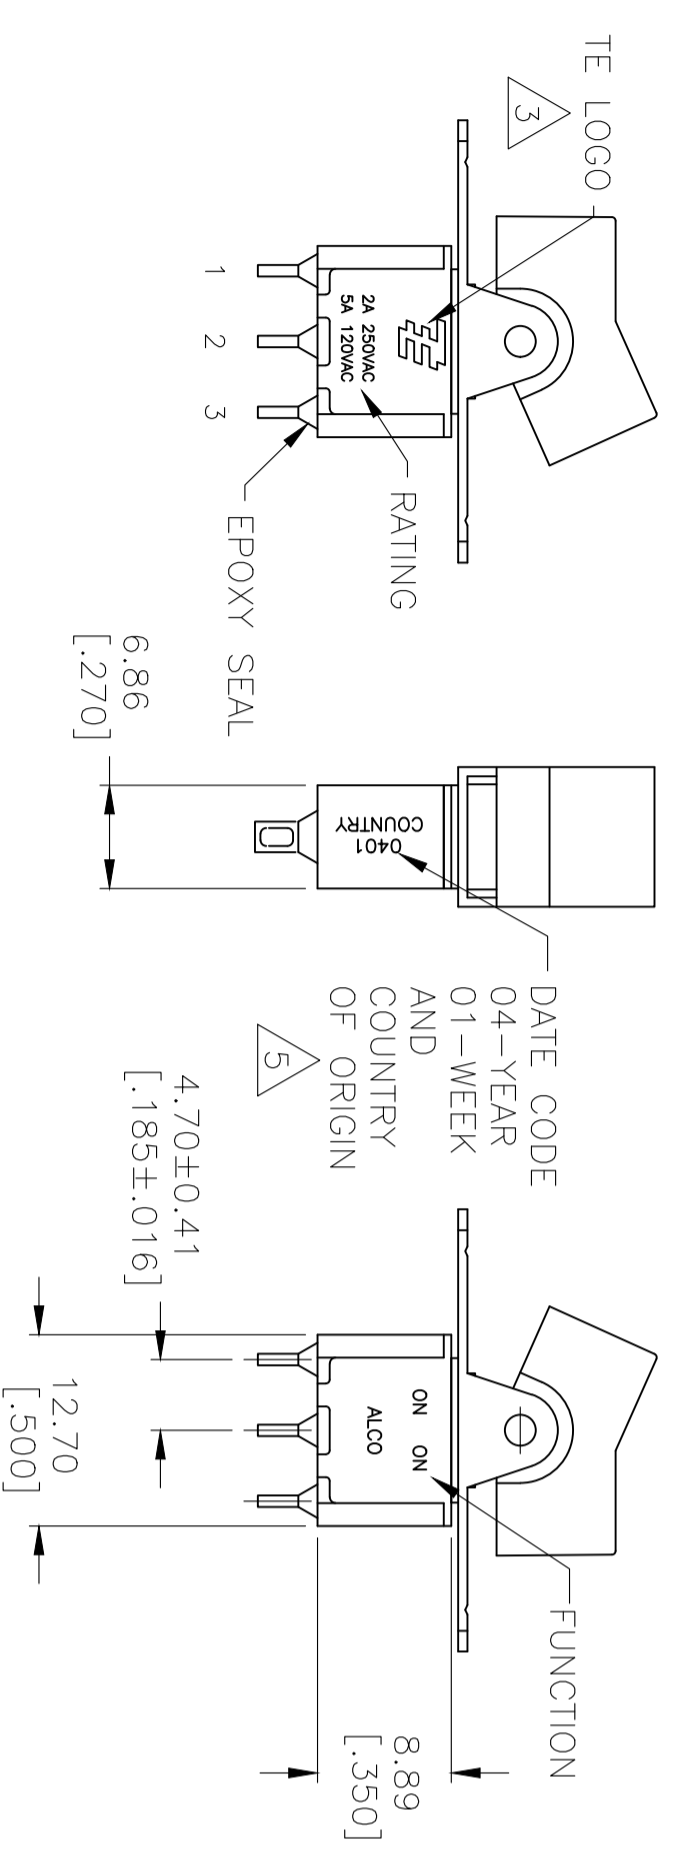 TE LOGO
3
1
2
3
2A 250VAC
5A 120VAC
RATING
EPOXY SEAL
6.86
[.270]
0401
COUNTRY
DATE CODE
04-YEAR
01-WEEK
AND
COUNTRY
OF ORIGIN
5
4.70±0.41
[.185±.016]
12.70
[.500]
ON ON
ALCO
FUNCTION
8.89
[.350]